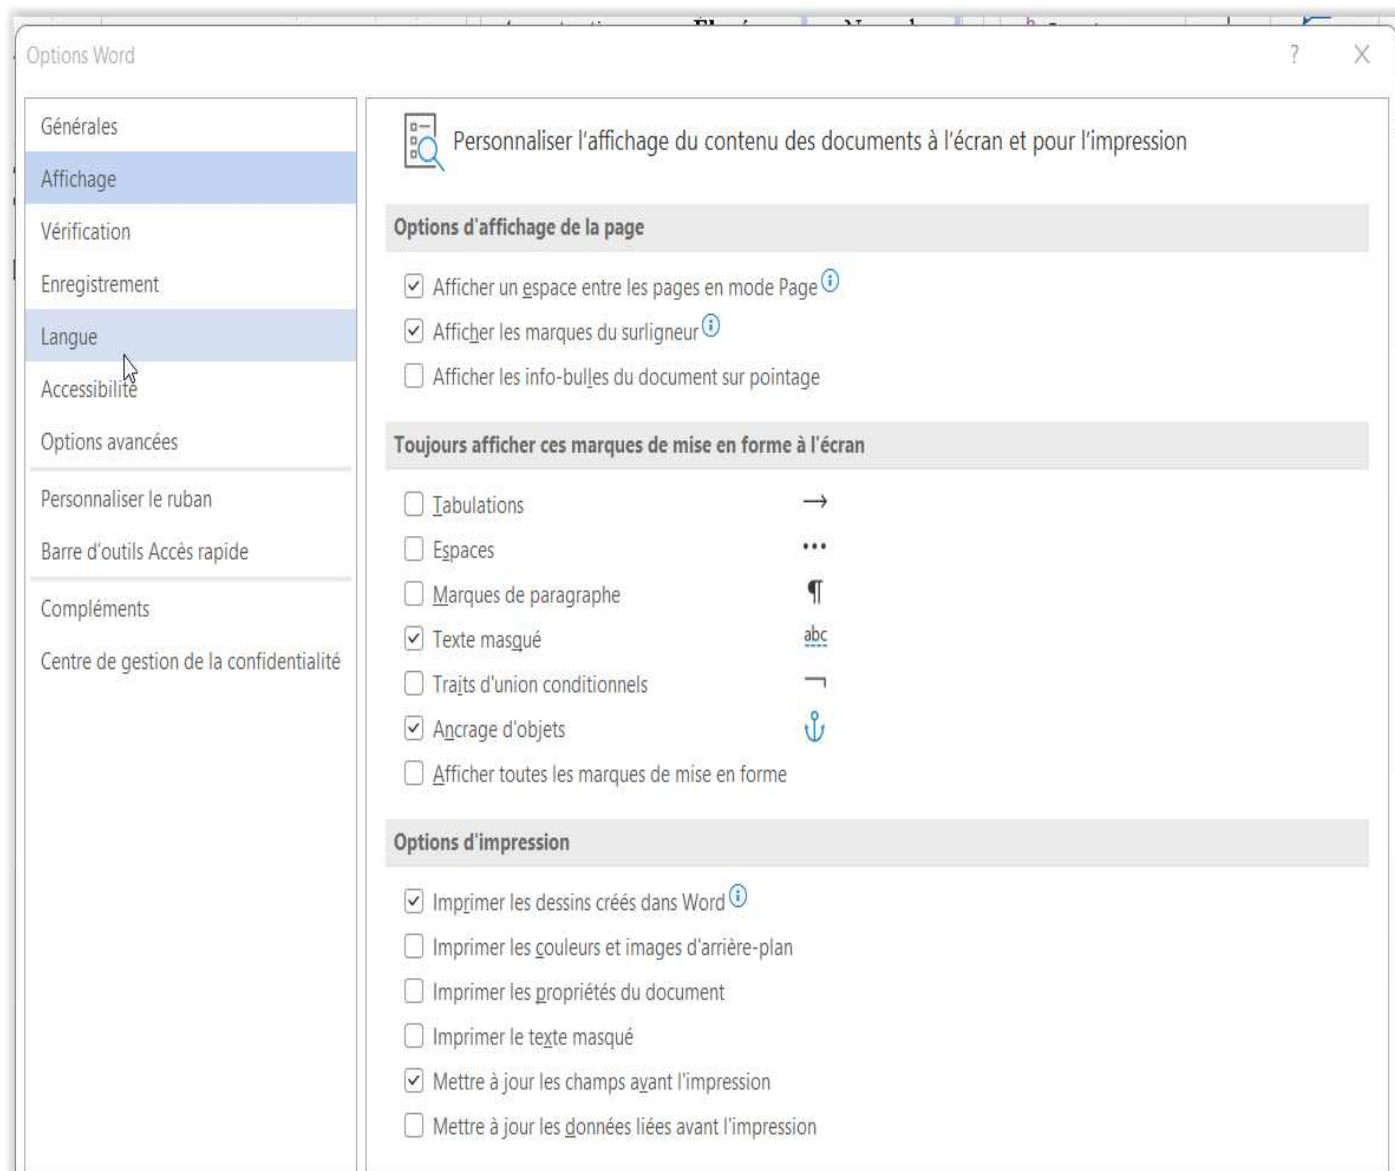 Options Word
?
Générales
Affichage
Vérification
Enregistrement
Langue
Accessibilité
Options avancées
Personnaliser le ruban
Barre d'outils Accès rapide
Compléments
Centre de gestion de la confidentialité
Personnaliser l'affichage du contenu des documents à l'écran et pour l'impression
Options d'affichage de la page
Afficher un espace entre les pages en mode Page
Afficher les marques du surligneur
Afficher les info-bulles du document sur pointage
Toujours afficher ces marques de mise en forme à l'écran
Tabulations →
Espaces •••
Marques de paragraphe ¶
Texte masqué abc
Traits d'union conditionnels ¬
Ancrage d'objets
Afficher toutes les marques de mise en forme
Options d'impression
Imprimer les dessins créés dans Word
Imprimer les couleurs et images d'arrière-plan
Imprimer les propriétés du document
Imprimer le texte masqué
Mettre à jour les champs avant l'impression
Mettre à jour les données liées avant l'impression